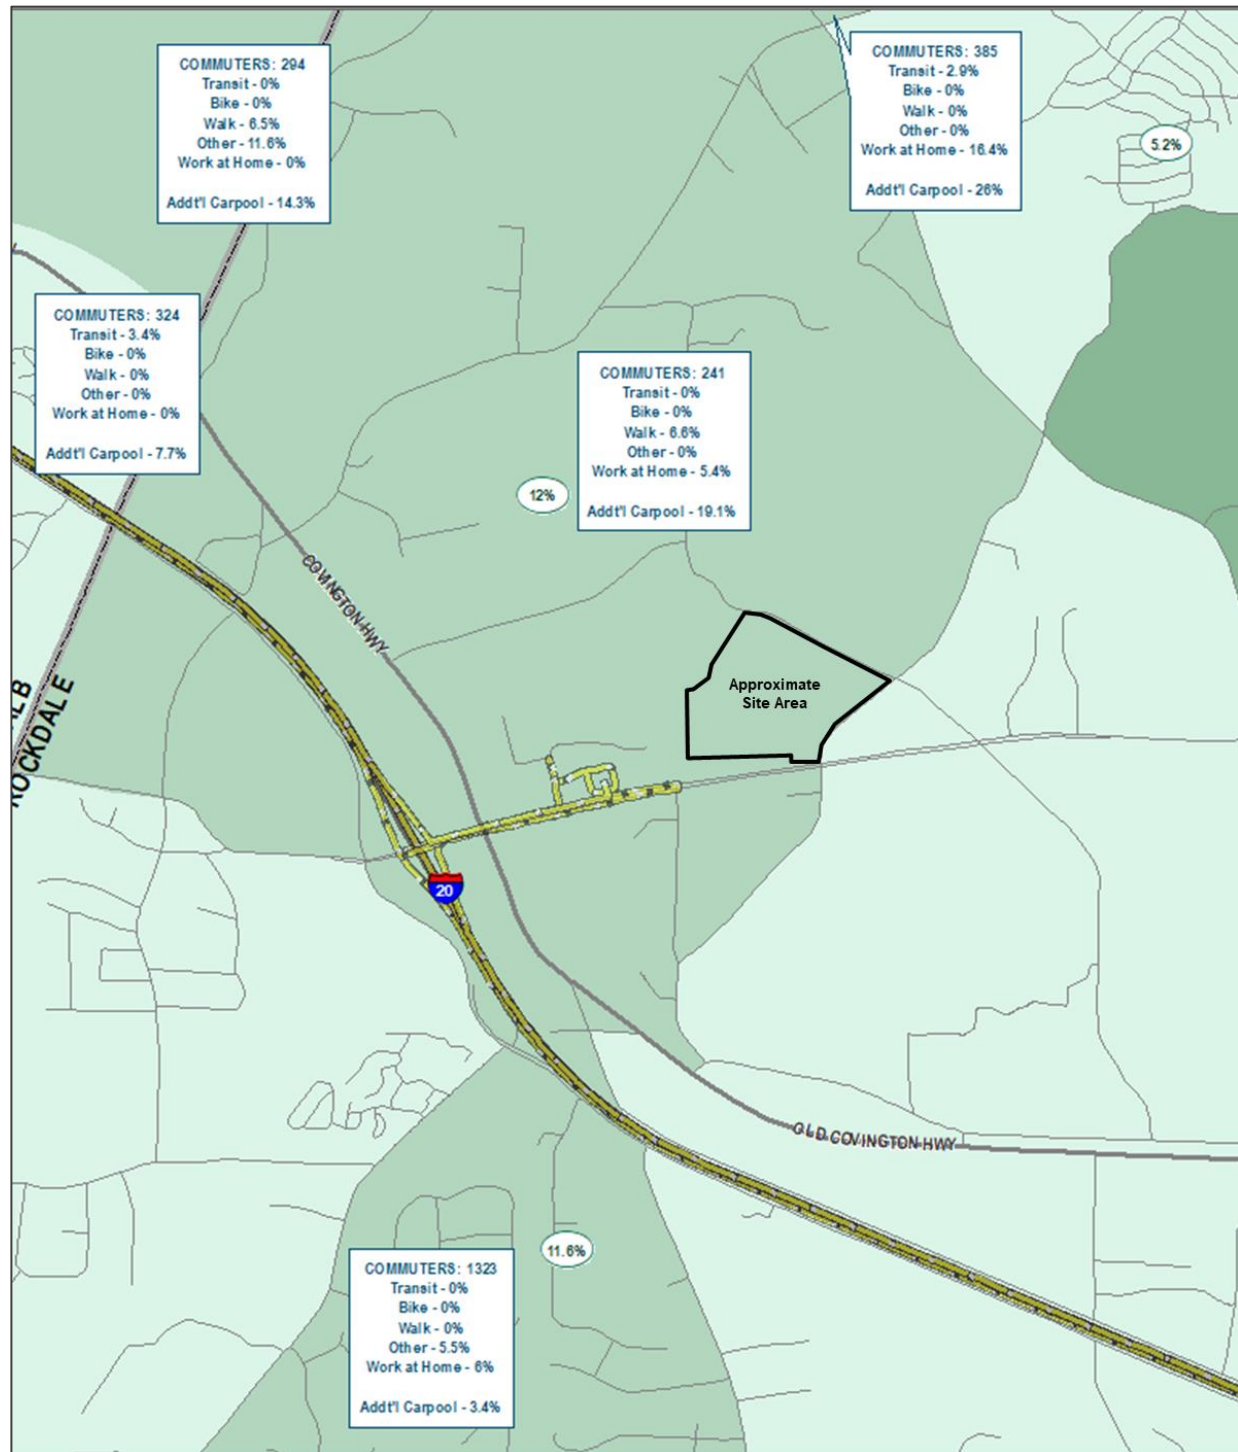 COMMUTERS: 294
Transit - 0%
Bike - 0%
Walk - 6.5%
Other - 11.6%
Work at Home - 0%
Addt'l Carpool - 14.3%
COMMUTERS: 385
Transit - 2.9%
Bike - 0%
Walk - 0%
Other - 0%
Work at Home - 16.4%
Addt'l Carpool - 26%
5.2%
COMMUTERS: 324
Transit - 3.4%
Bike - 0%
Walk - 0%
Other - 0%
Work at Home - 0%
Addt'l Carpool - 7.7%
COMMUTERS: 241
Transit - 0%
Bike - 0%
Walk - 6.6%
Other - 0%
Work at Home - 5.4%
Addt'l Carpool - 19.1%
12%
COVINGTON HWY
Approximate
Site Area
ALB
ROCKDALE
20
OLD COVINGTON HWY
11.6%
COMMUTERS: 1323
Transit - 0%
Bike - 0%
Walk - 0%
Other - 5.5%
Work at Home - 6%
Addt'l Carpool - 3.4%